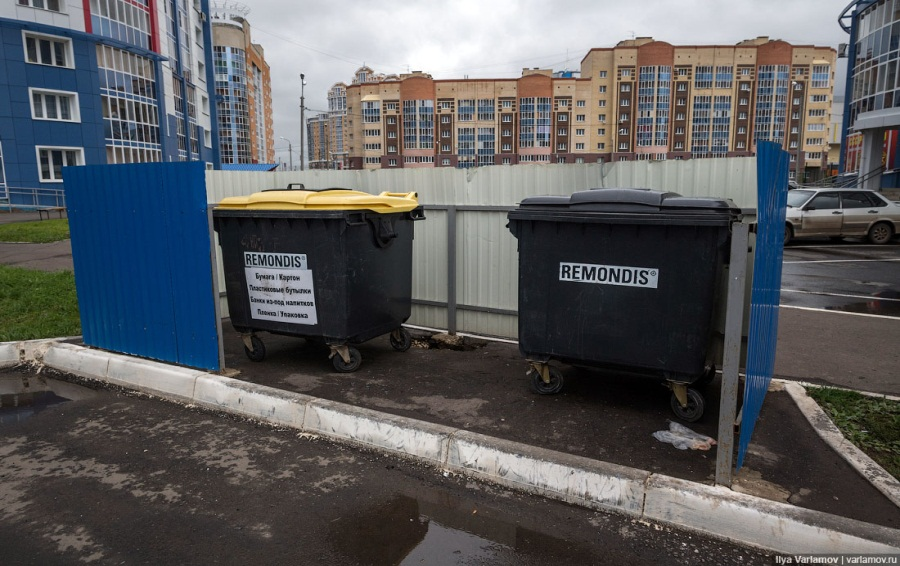 REMONDIS®
Бумага / Картон
Пластиковые бутылки
Банки из-под напитков
Пленка / Упаковка
REMONDIS®
Ilya Varlamov | varlamov.ru